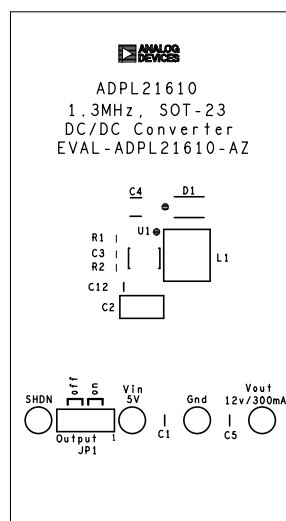 ANALOG
DEVICES
ADPL21610
1.3MHz, SOT-23
DC/DC Converter
EVAL-ADPL21610-AZ
C4 D1
U1
R1
C3
R2
L1
C12
C2
off on
SHDN Vin Gnd Vout
5V 12v/300mA
Output 1
JP1
C1 C5